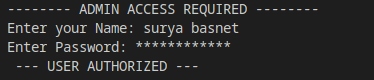 -------- ADMIN ACCESS REQUIRED --------
Enter your Name: surya basnet
Enter Password: ************
--- USER AUTHORIZED ---